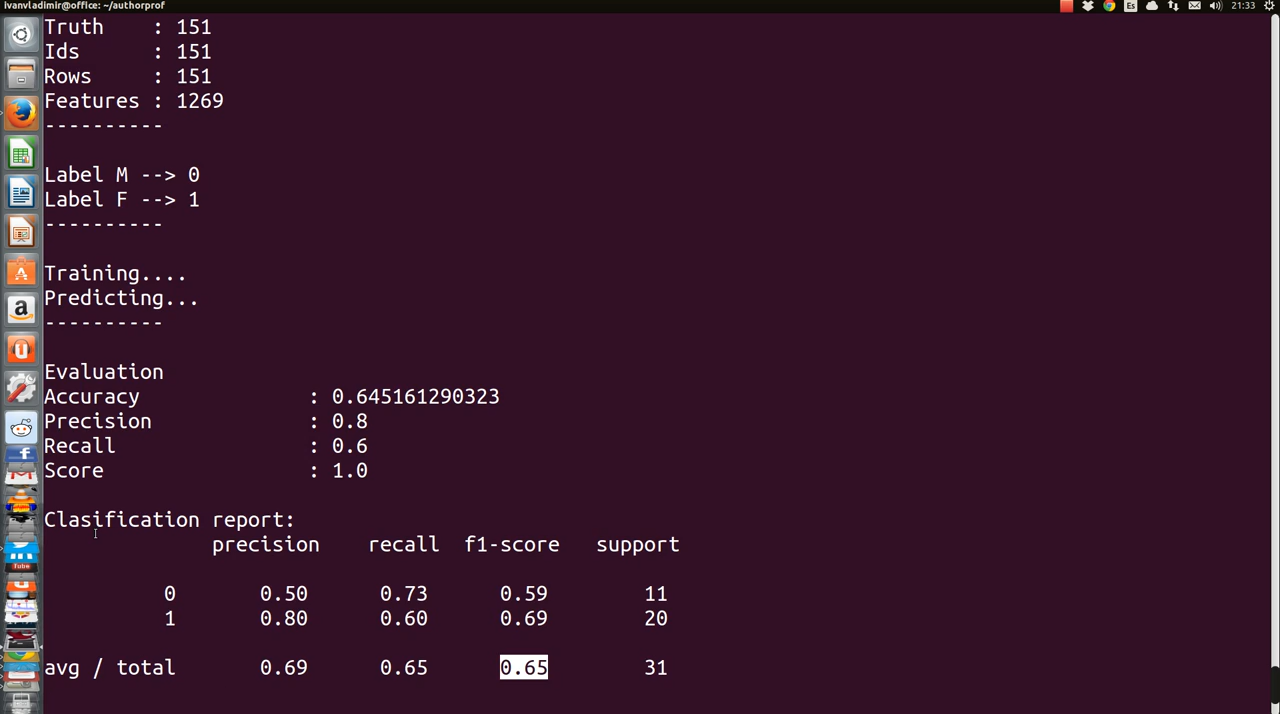 ivanvladimir@office: ~/authorprof
Es 21:33
Truth : 151
Ids : 151
Rows : 151
Features : 1269
----------
Label M --> 0
Label F --> 1
----------
Training....
Predicting...
----------
Evaluation
Accuracy : 0.645161290323
Precision : 0.8
Recall : 0.6
Score : 1.0
Clasification report:
precision recall f1-score support
0 0.50 0.73 0.59 11
1 0.80 0.60 0.69 20
avg / total 0.69 0.65 0.65 31